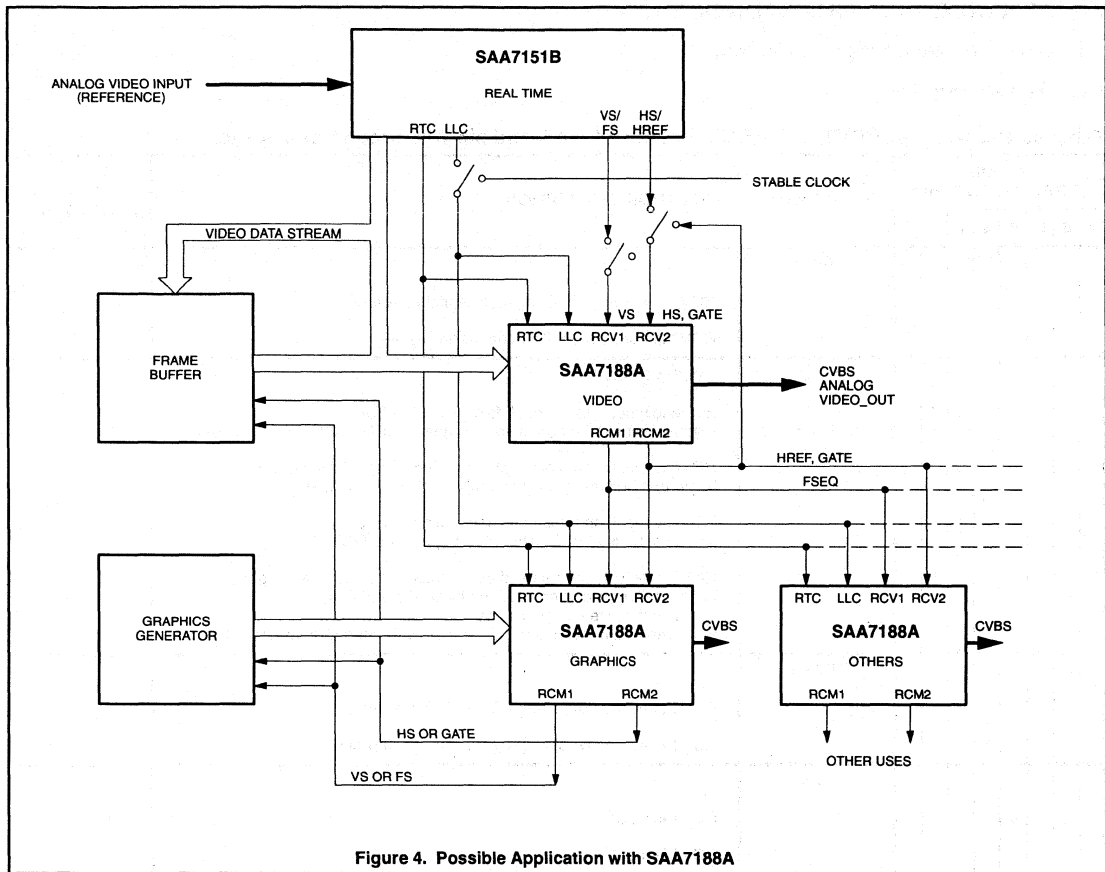 SAA7151B
ANALOG VIDEO INPUT
(REFERENCE)
REAL TIME
RTC LLC
VS/
FS
HS/
HREF
STABLE CLOCK
VIDEO DATA STREAM
VS
HS, GATE
RTC LLC RCV1 RCV2
FRAME
BUFFER
SAA7188A
VIDEO
CVBS
ANALOG
VIDEO_OUT
RCM1 RCM2
HREF, GATE
FSEQ
RTC LLC RCV1 RCV2
RTC LLC RCV1 RCV2
GRAPHICS
GENERATOR
SAA7188A
GRAPHICS
CVBS
SAA7188A
OTHERS
CVBS
RCM1 RCM2
RCM1 RCM2
HS OR GATE
OTHER USES
VS OR FS
Figure 4. Possible Application with SAA7188A